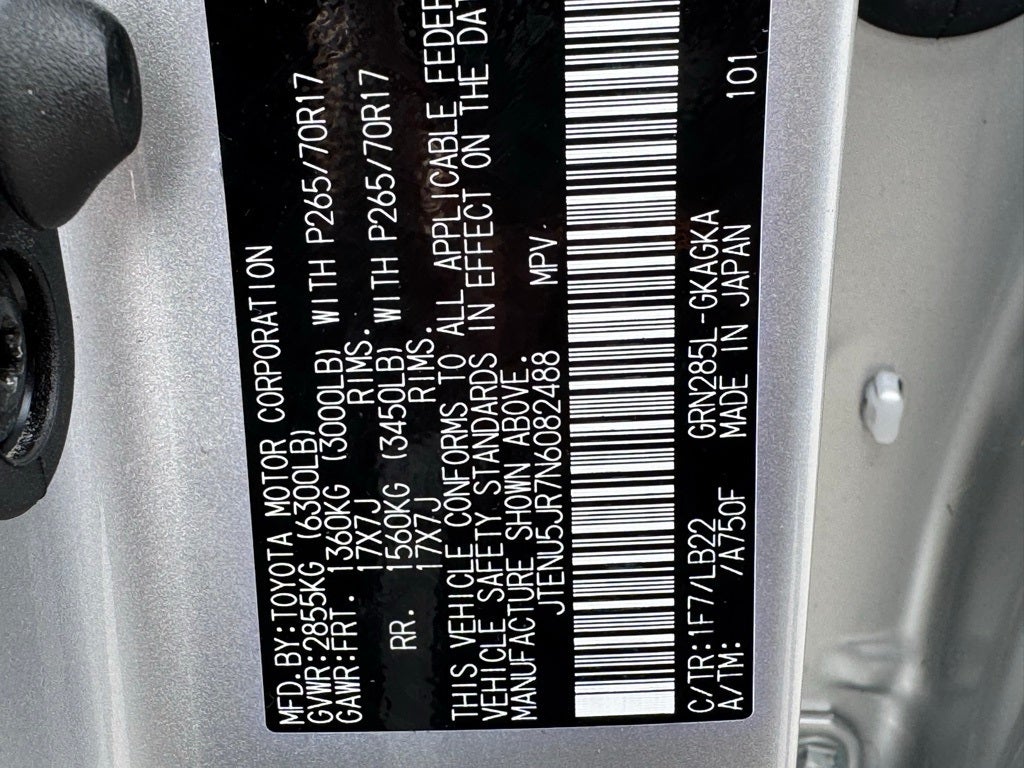 MFD.BY:TOYOTA MOTOR CORPORATION
GVWR:2855KG (6300LB)
GAWR:FRT. 1360KG (3000LB) WITH P265/70R17
17X7J RIMS.
RR. 1560KG (3450LB) WITH P265/70R17
17X7J RIMS.
THIS VEHICLE CONFORMS TO ALL APPLICABLE FEDER
VEHICLE SAFETY STANDARDS IN EFFECT ON THE DAT
MANUFACTURE SHOWN ABOVE.
JTENU5JR7N6082488 MPV.
C/TR:1F7/LB22 GRN285L-GKAGKA 101
A/TM: /A750F MADE IN JAPAN